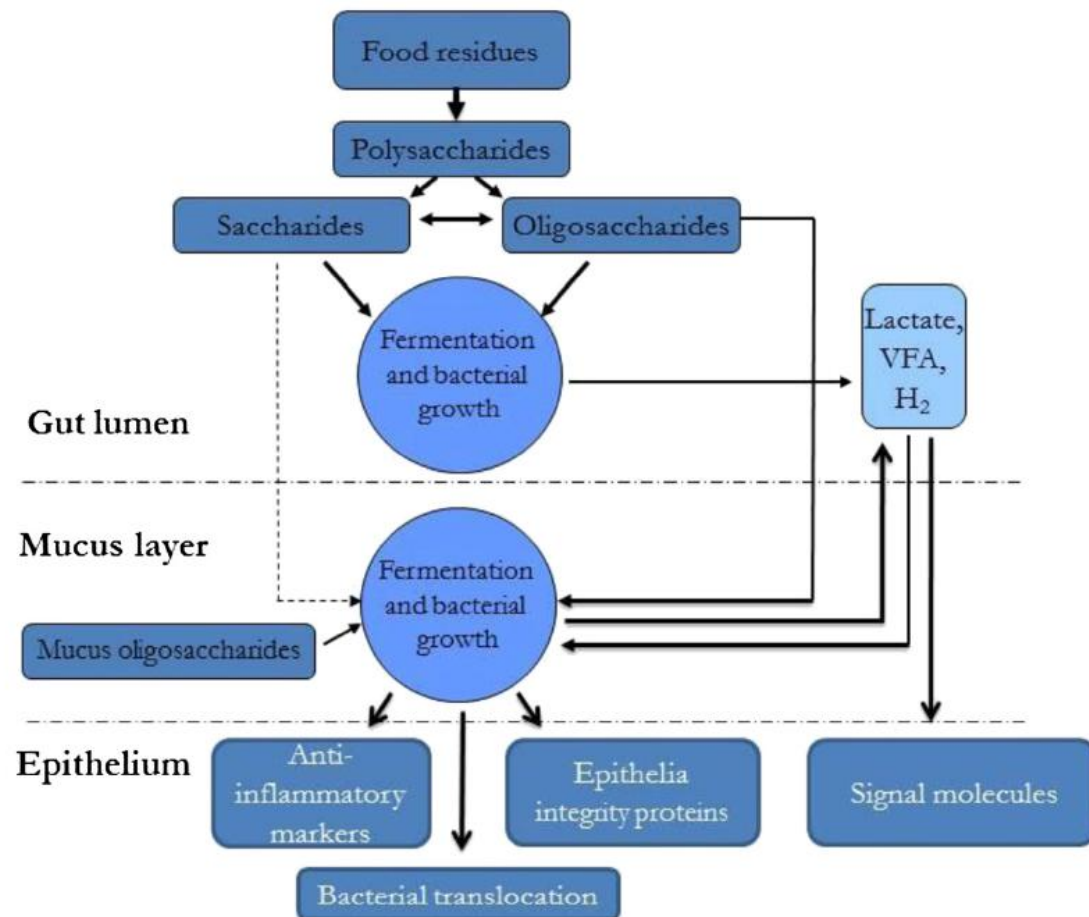 Food residues
Polysaccharides
Saccharides
Oligosaccharides
Fermentation
and bacterial
growth
Lactate,
VFA,
H₂
Gut lumen
Mucus layer
Fermentation
and bacterial
growth
Mucus oligosaccharides
Epithelium
Anti-
inflammatory
markers
Epithelia
integrity proteins
Signal molecules
Bacterial translocation